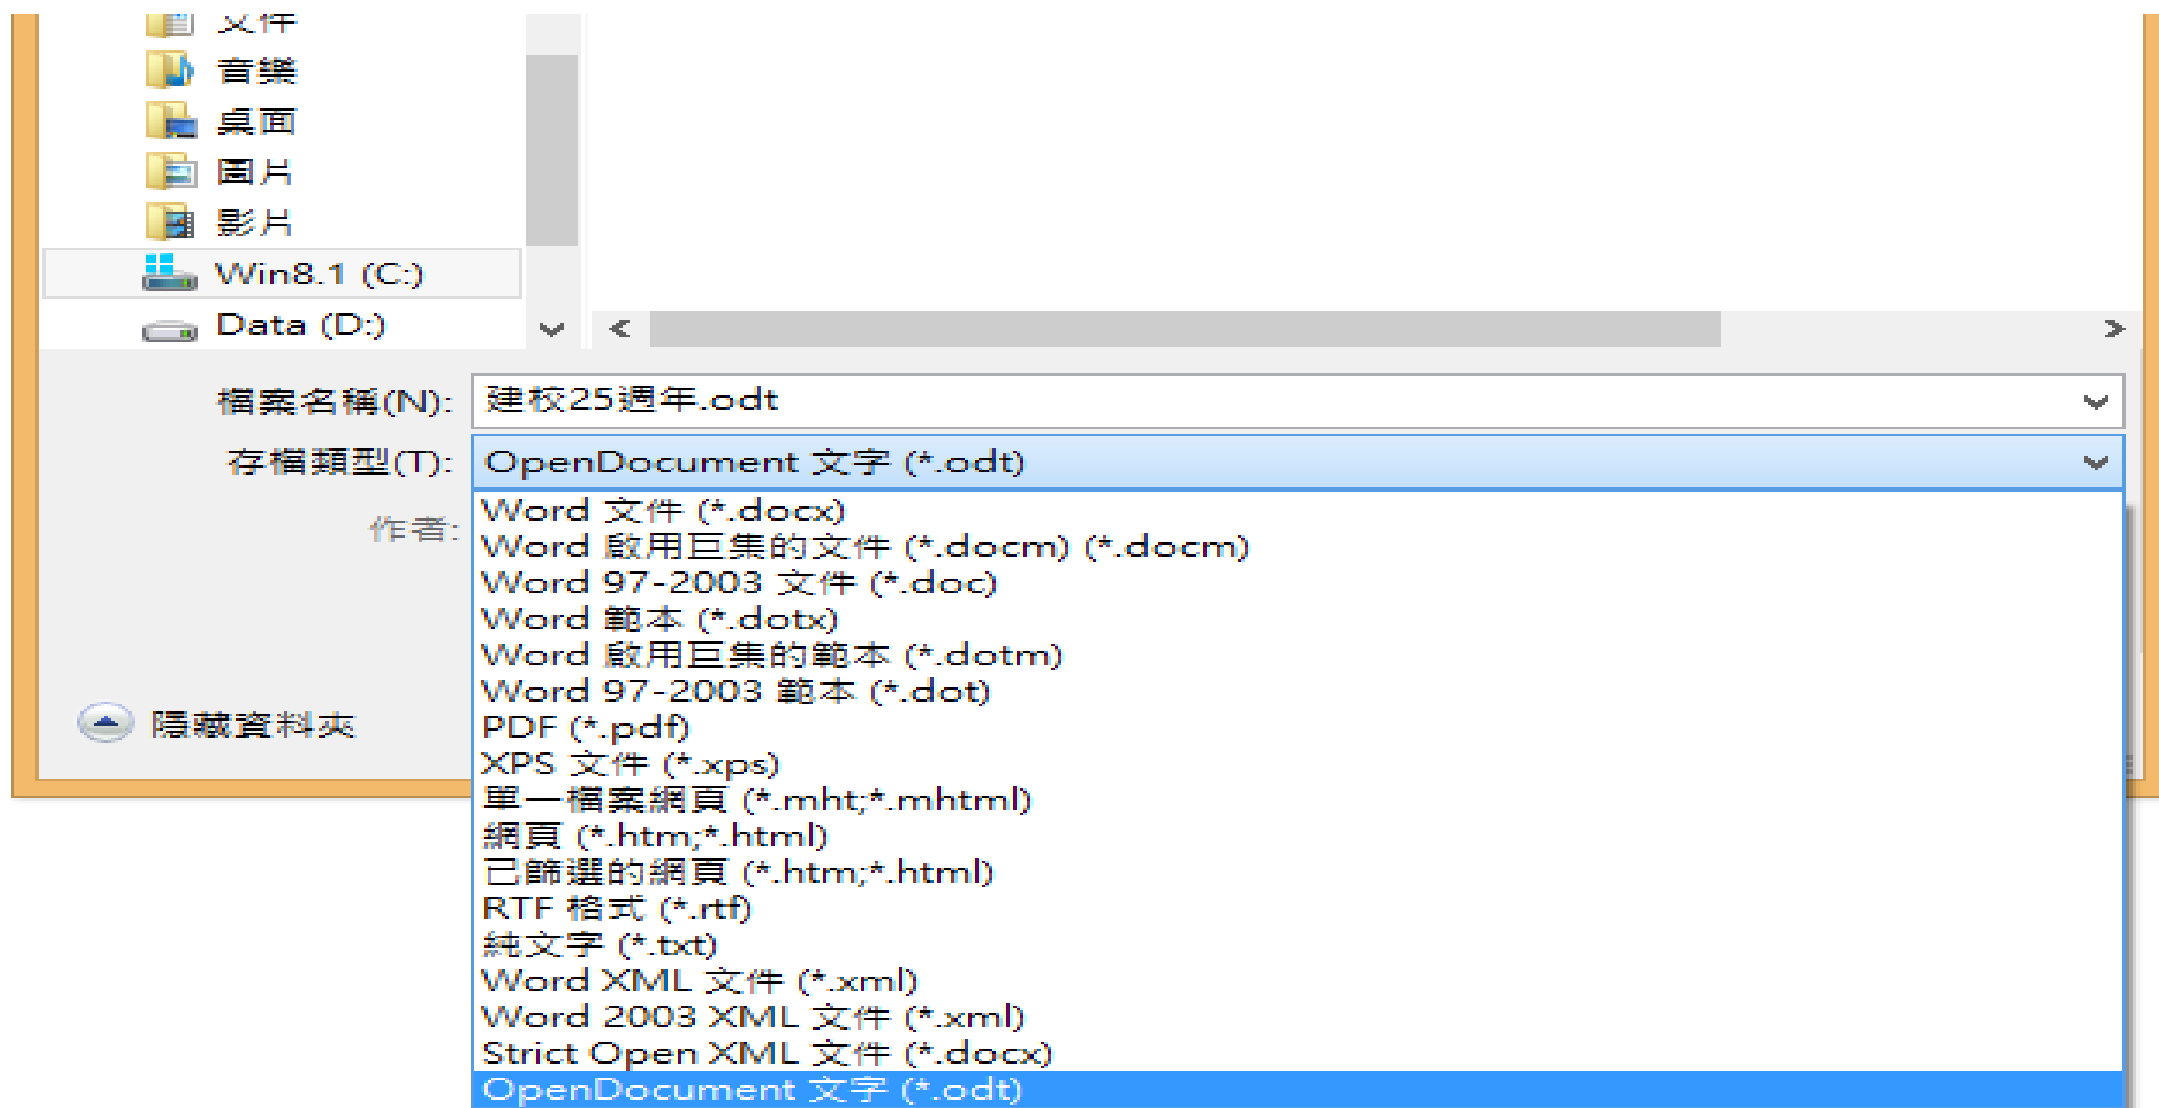 文件
音樂
桌面
圖片
影片
Win8.1 (C:)
Data (D:)
檔案名稱(N): 建校25週年.odt
存檔類型(T): OpenDocument 文字 (*.odt)
作者:
Word 文件 (*.docx)
Word 啟用巨集的文件 (*.docm) (*.docm)
Word 97-2003 文件 (*.doc)
Word 範本 (*.dotx)
Word 啟用巨集的範本 (*.dotm)
Word 97-2003 範本 (*.dot)
PDF (*.pdf)
XPS 文件 (*.xps)
單一檔案網頁 (*.mht;*.mhtml)
網頁 (*.htm;*.html)
已篩選的網頁 (*.htm;*.html)
RTF 格式 (*.rtf)
純文字 (*.txt)
Word XML 文件 (*.xml)
Word 2003 XML 文件 (*.xml)
Strict Open XML 文件 (*.docx)
OpenDocument 文字 (*.odt)
隱藏資料夾